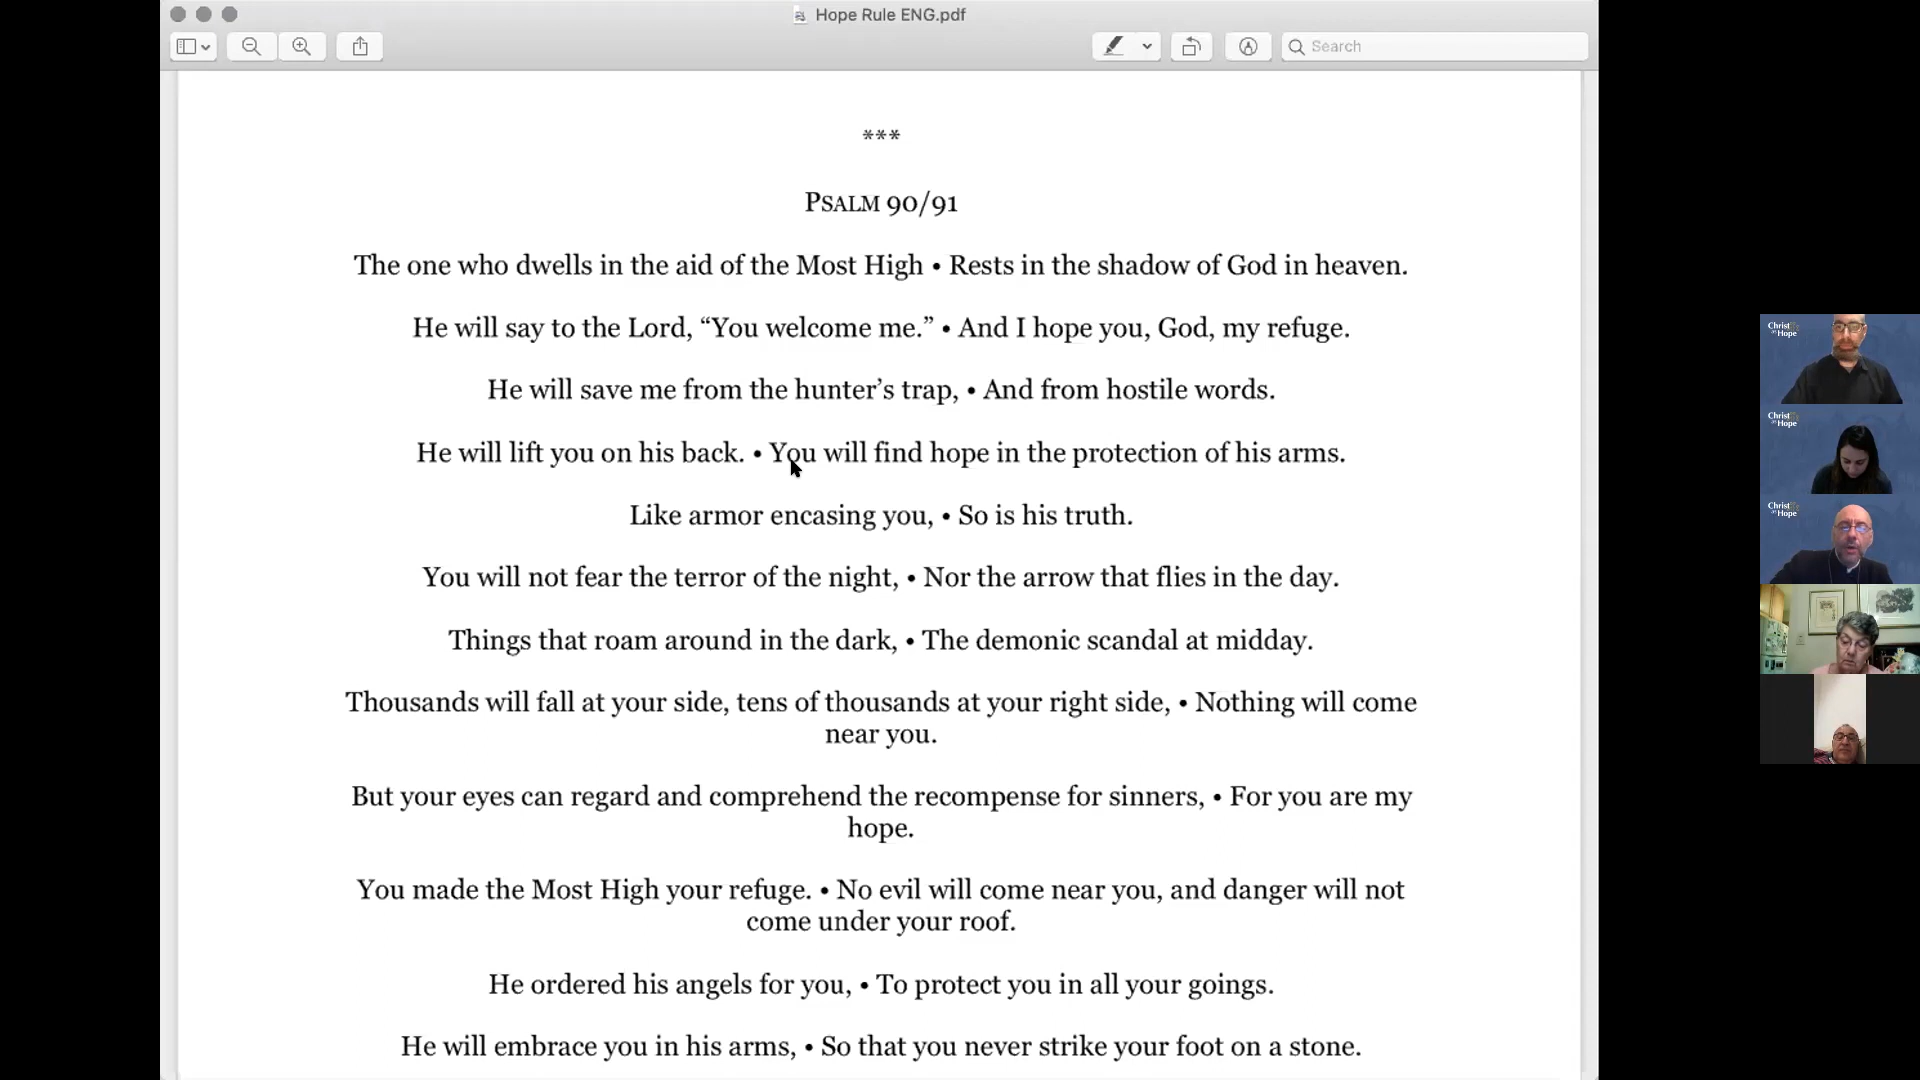 Hope Rule ENG.pdf
Search
***
PSALM 90/91
The one who dwells in the aid of the Most High • Rests in the shadow of God in heaven.
He will say to the Lord, “You welcome me.” • And I hope you, God, my refuge.
He will save me from the hunter’s trap, • And from hostile words.
He will lift you on his back. • You will find hope in the protection of his arms.
Like armor encasing you, • So is his truth.
You will not fear the terror of the night, • Nor the arrow that flies in the day.
Things that roam around in the dark, • The demonic scandal at midday.
Thousands will fall at your side, tens of thousands at your right side, • Nothing will come
near you.
But your eyes can regard and comprehend the recompense for sinners, • For you are my
hope.
You made the Most High your refuge. • No evil will come near you, and danger will not
come under your roof.
He ordered his angels for you, • To protect you in all your goings.
He will embrace you in his arms, • So that you never strike your foot on a stone.
Christ
as Hope
Christ
as Hope
Christ
as Hope